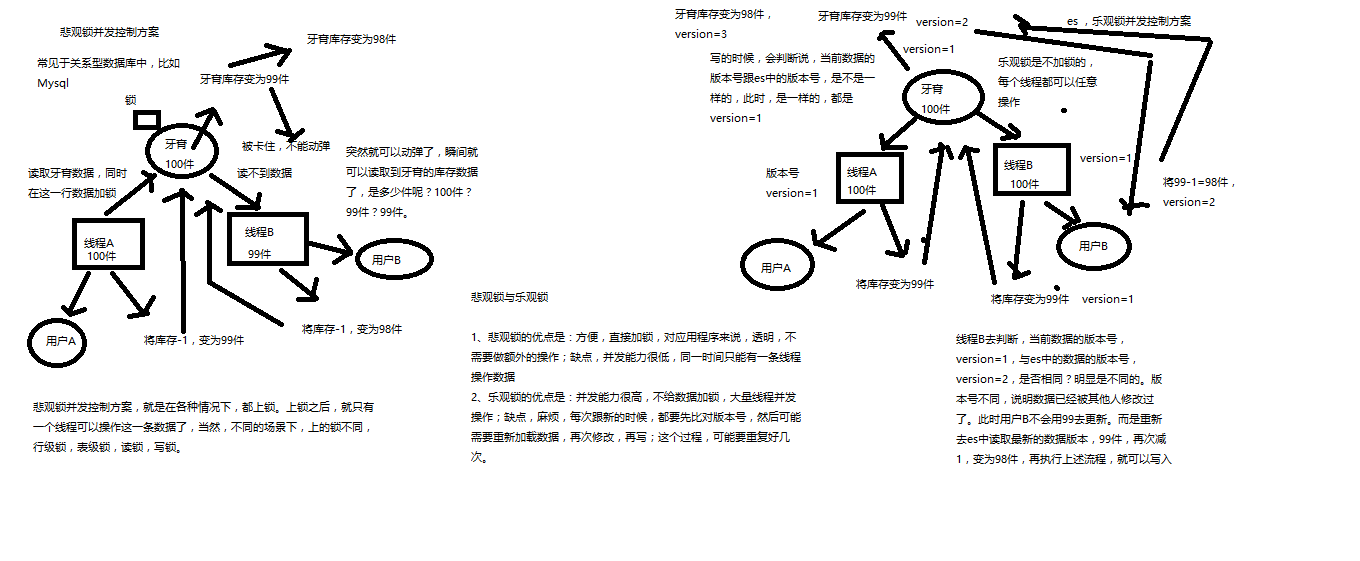 悲观锁并发控制方案
常见于关系型数据库中，比如
Mysql
锁
牙膏库存变为98件
牙膏库存变为99件
牙膏
100件
被卡住，不能动弹
读不到数据
突然就可以动弹了，瞬间就
可以读取到牙膏的库存数据
了，是多少件呢？100件？
99件？99件。
读取牙膏数据，同时
在这一行数据加锁
线程A
100件
线程B
99件
用户B
用户A
将库存-1，变为99件
将库存-1，变为98件
悲观锁并发控制方案，就是在各种情况下，都上锁。上锁之后，就只有
一个线程可以操作这一条数据了，当然，不同的场景下，上的锁不同，
行级锁，表级锁，读锁，写锁。
悲观锁与乐观锁
1、悲观锁的优点是：方便，直接加锁，对应用程序来说，透明，不
需要做额外的操作；缺点，并发能力很低，同一时间只能有一条线程
操作数据
2、乐观锁的优点是：并发能力很高，不给数据加锁，大量线程并发
操作；缺点，麻烦，每次跟新的时候，都要先比对版本号，然后可能
需要重新加载数据，再次修改，再写；这个过程，可能要重复好几
次。
牙膏库存变为98件，
version=3
牙膏库存变为99件
version=2
es ，乐观锁并发控制方案
version=1
写的时候，会判断说，当前数据的
版本号跟es中的版本号，是不是一
样的，此时，是一样的，都是
version=1
乐观锁是不加锁的，
每个线程都可以任意
操作
牙膏
100件
版本号
version=1
线程A
100件
线程B
100件
version=1
将99-1=98件，
version=2
用户A
用户B
将库存变为99件
将库存变为99件
version=1
线程B去判断，当前数据的版本号，
version=1，与es中的数据的版本号，
version=2，是否相同？明显是不同的。版
本号不同，说明数据已经被其他人修改过
了。此时用户B不会用99去更新。而是重新
去es中读取最新的数据版本，99件，再次减
1，变为98件，再执行上述流程，就可以写入